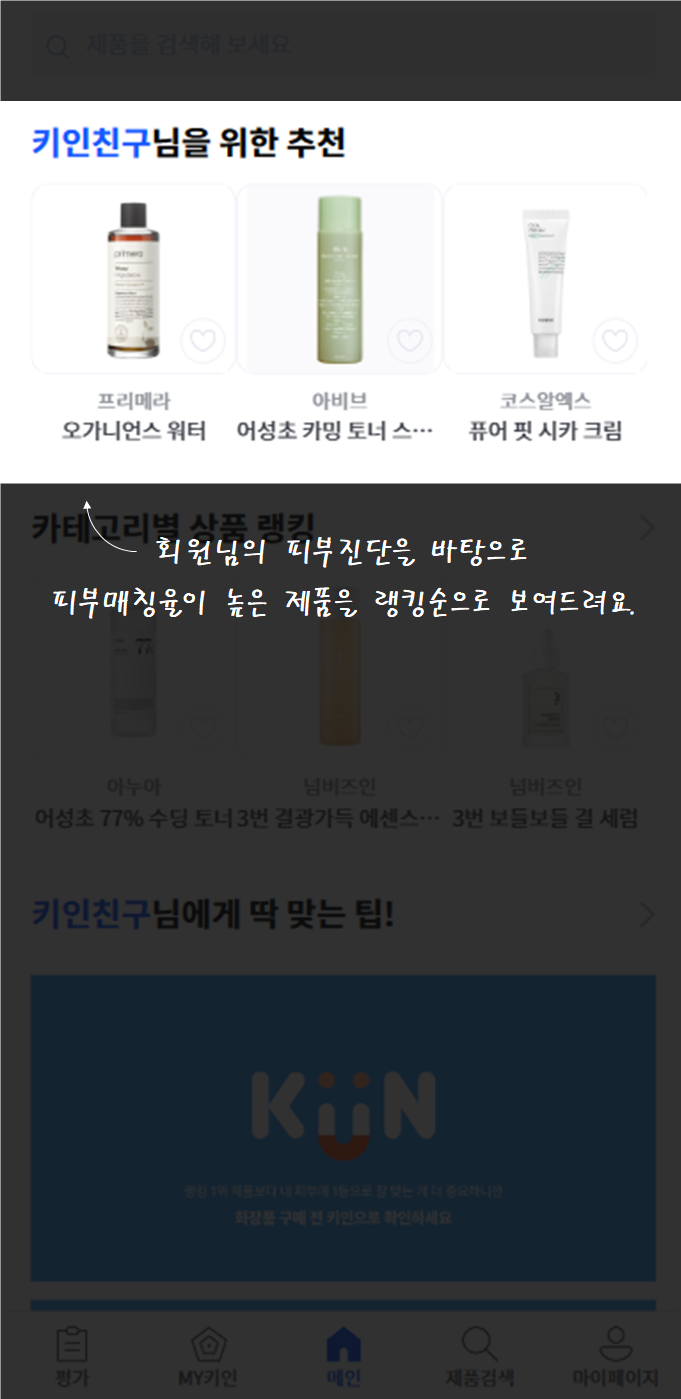 제품을 검색해 보세요
키인친구님을 위한 추천
primera
프리메라
오가니언스 워터
아비브
어성초 카밍 토너 스…
코스알엑스
퓨어 핏 시카 크림
카테고리별 상품 랭킹
회원님의 피부진단을 바탕으로
피부매칭율이 높은 제품을 랭킹순으로 보여드려요.
77
3
아누아
어성초 77% 수딩 토너
넘버즈인
3번 결광가득 에센스…
넘버즈인
3번 보들보들 결 세럼
키인친구님에게 딱 맞는 팁!
KiiN
랭킹 1위 제품보다 내 피부에 1등으로 잘 맞는 게 더 중요하니깐
화장품 구매 전 키인으로 확인하세요
평가
MY키인
메인
제품검색
마이페이지